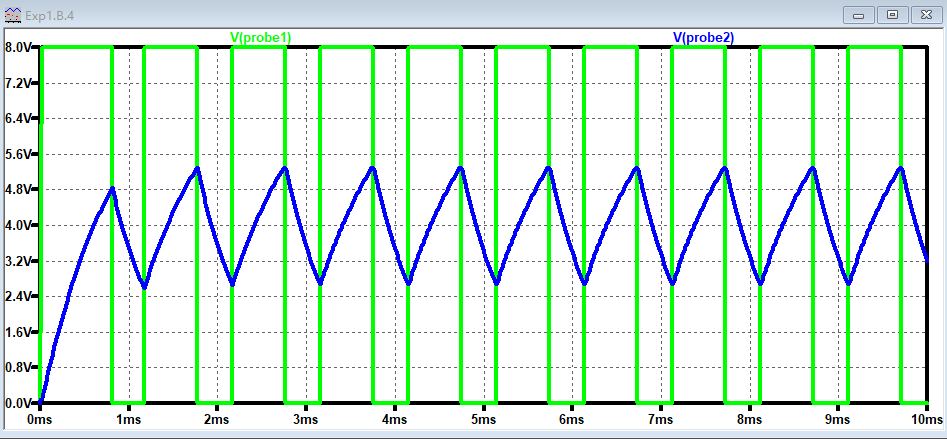 Exp1.B.4
V(probe1) V(probe2)
8.0V
7.2V
6.4V
5.6V
4.8V
4.0V
3.2V
2.4V
1.6V
0.8V
0.0V
0ms 1ms 2ms 3ms 4ms 5ms 6ms 7ms 8ms 9ms 10ms